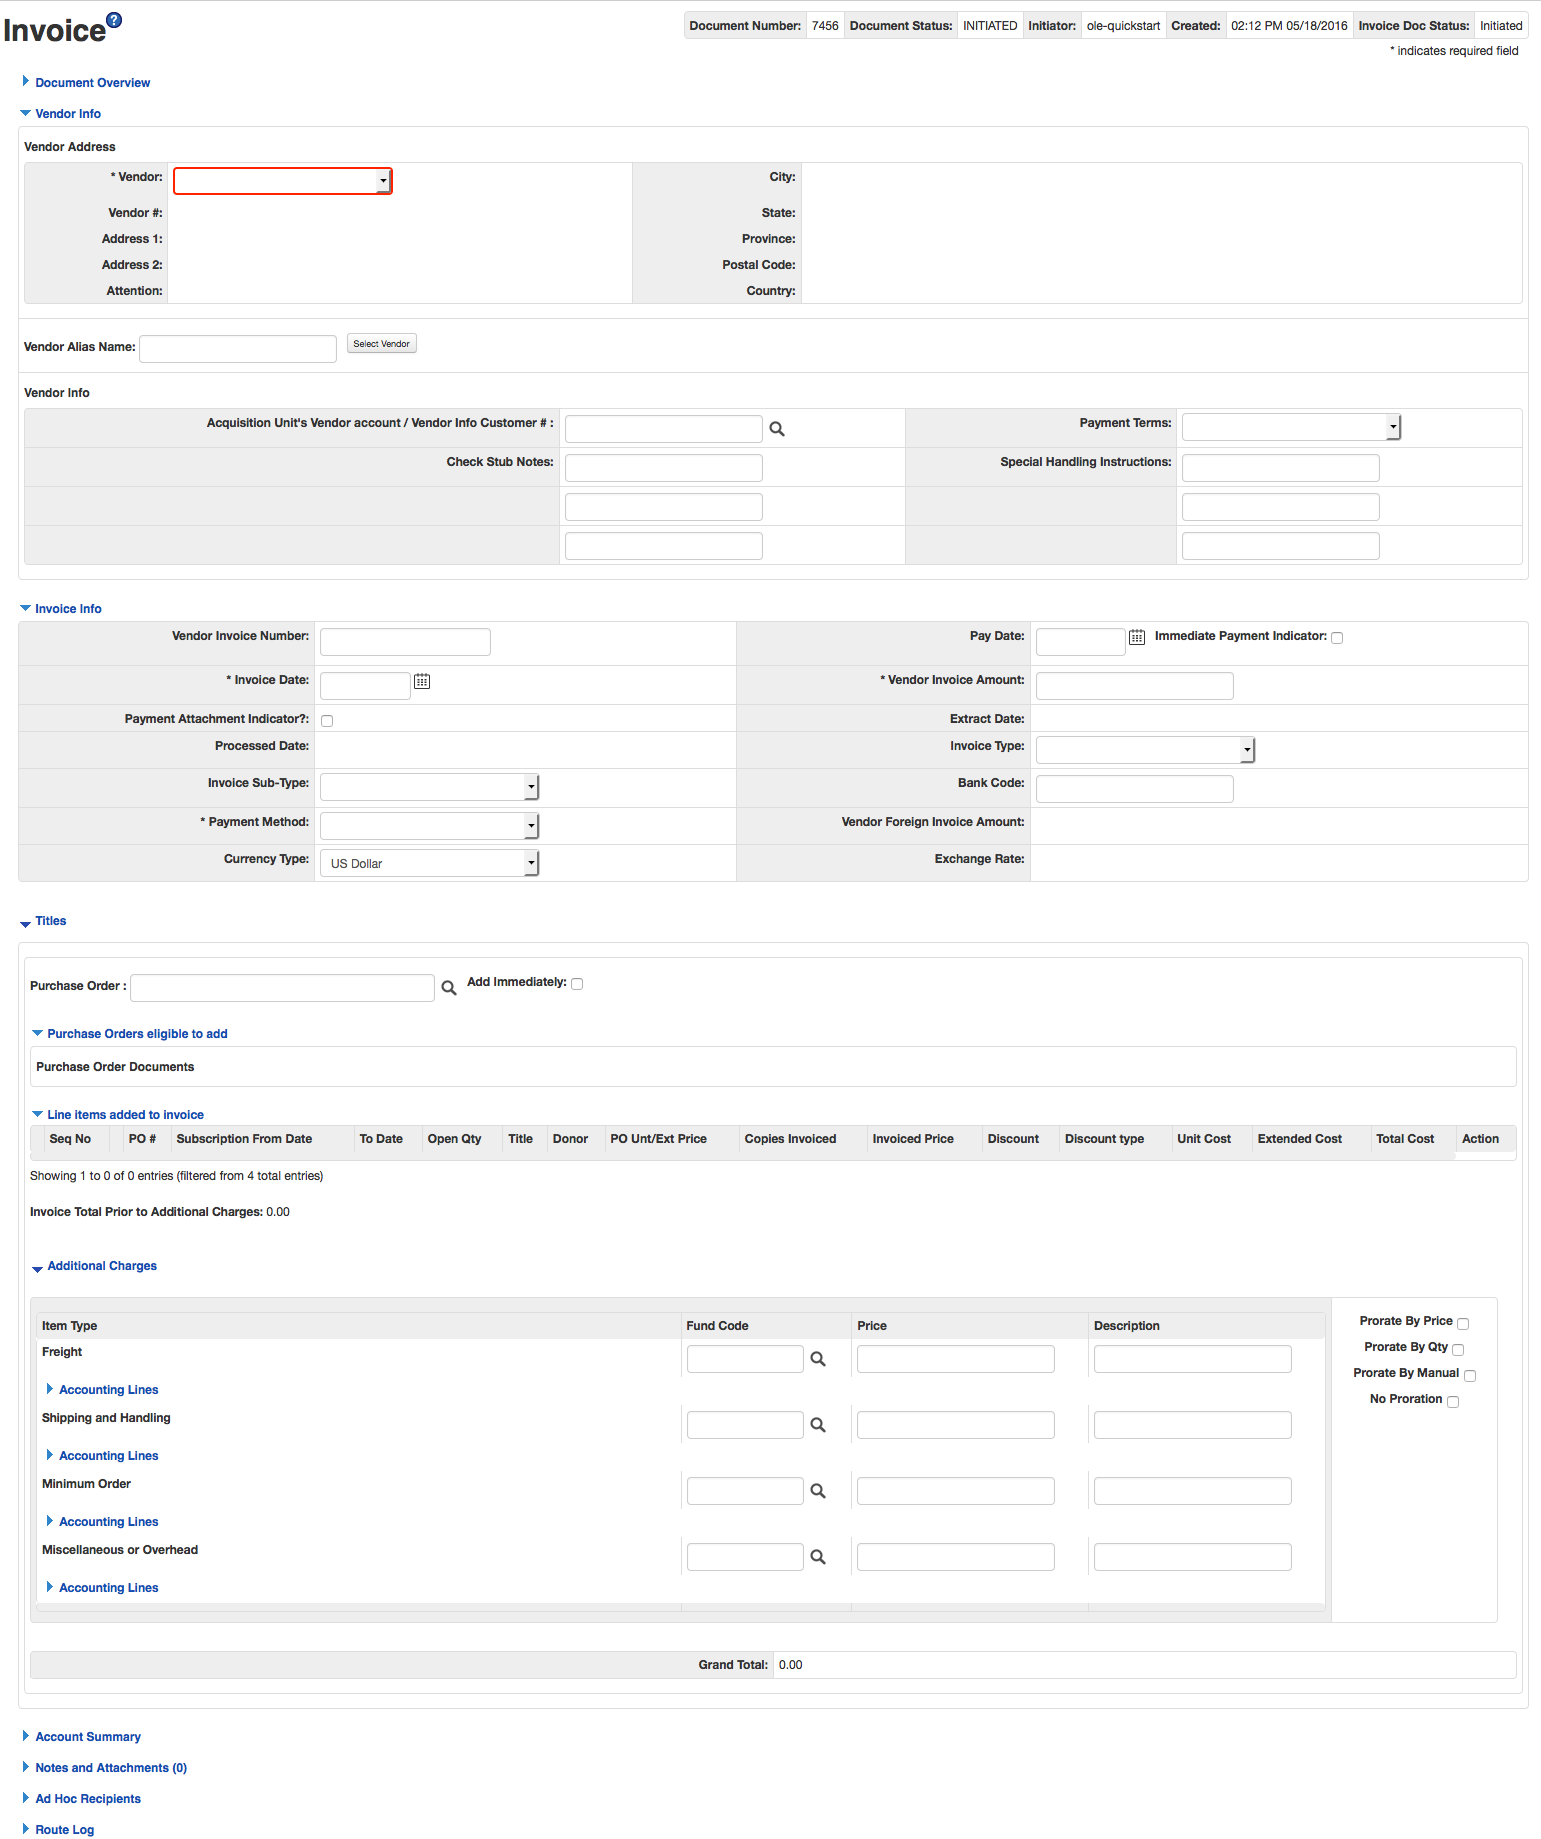 Invoice ?
Document Number: 7456 Document Status: INITIATED Initiator: ole-quickstart Created: 02:12 PM 05/18/2016 Invoice Doc Status: Initiated
* indicates required field
Document Overview
Vendor Info
Vendor Address
* Vendor: City:
Vendor #: State:
Address 1: Province:
Address 2: Postal Code:
Attention: Country:
Vendor Alias Name: Select Vendor
Vendor Info
Acquisition Unit's Vendor account / Vendor Info Customer # : Payment Terms:
Check Stub Notes: Special Handling Instructions:
Invoice Info
Vendor Invoice Number: Pay Date: Immediate Payment Indicator:
* Invoice Date: * Vendor Invoice Amount:
Payment Attachment Indicator?: Extract Date:
Processed Date: Invoice Type:
Invoice Sub-Type: Bank Code:
* Payment Method: Vendor Foreign Invoice Amount:
Currency Type: US Dollar Exchange Rate:
Titles
Purchase Order : Add Immediately:
Purchase Orders eligible to add
Purchase Order Documents
Line items added to invoice
Seq No PO # Subscription From Date To Date Open Qty Title Donor PO Unt/Ext Price Copies Invoiced Invoiced Price Discount Discount type Unit Cost Extended Cost Total Cost Action
Showing 1 to 0 of 0 entries (filtered from 4 total entries)
Invoice Total Prior to Additional Charges: 0.00
Additional Charges
Item Type Fund Code Price Description
Prorate By Price
Prorate By Qty
Prorate By Manual
No Proration
Freight
Accounting Lines
Shipping and Handling
Accounting Lines
Minimum Order
Accounting Lines
Miscellaneous or Overhead
Accounting Lines
Grand Total: 0.00
Account Summary
Notes and Attachments (0)
Ad Hoc Recipients
Route Log